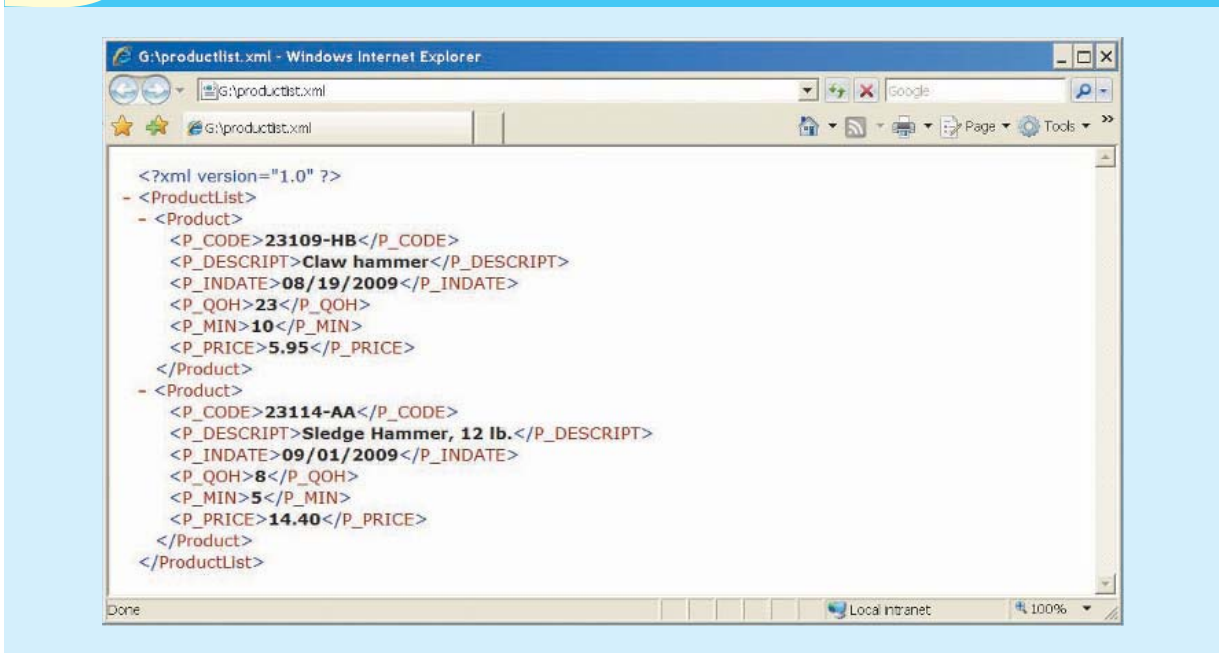 G:\productlist.xml - Windows Internet Explorer
G:\productlist.xml
Google
G:\productlist.xml
Page
Tools
<?xml version="1.0" ?>
- <ProductList>
- <Product>
<P_CODE>23109-HB</P_CODE>
<P_DESCRIPT>Claw hammer</P_DESCRIPT>
<P_INDATE>08/19/2009</P_INDATE>
<P_QOH>23</P_QOH>
<P_MIN>10</P_MIN>
<P_PRICE>5.95</P_PRICE>
</Product>
- <Product>
<P_CODE>23114-AA</P_CODE>
<P_DESCRIPT>Sledge Hammer, 12 lb.</P_DESCRIPT>
<P_INDATE>09/01/2009</P_INDATE>
<P_QOH>8</P_QOH>
<P_MIN>5</P_MIN>
<P_PRICE>14.40</P_PRICE>
</Product>
</ProductList>
Done
Local intranet
100%